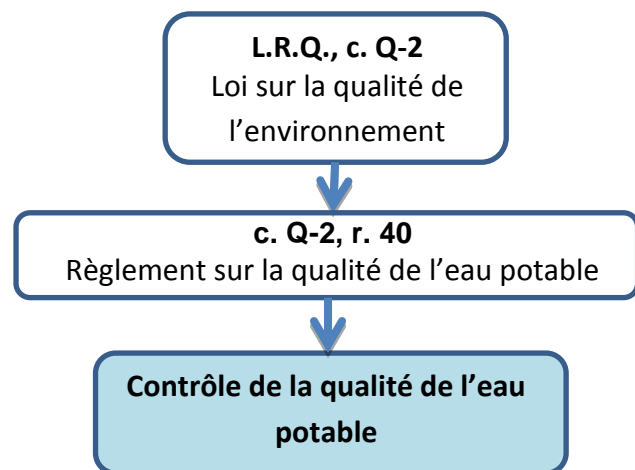 L.R.Q., c. Q-2
Loi sur la qualité de
l’environnement
c. Q-2, r. 40
Règlement sur la qualité de l’eau potable
Contrôle de la qualité de l’eau
potable